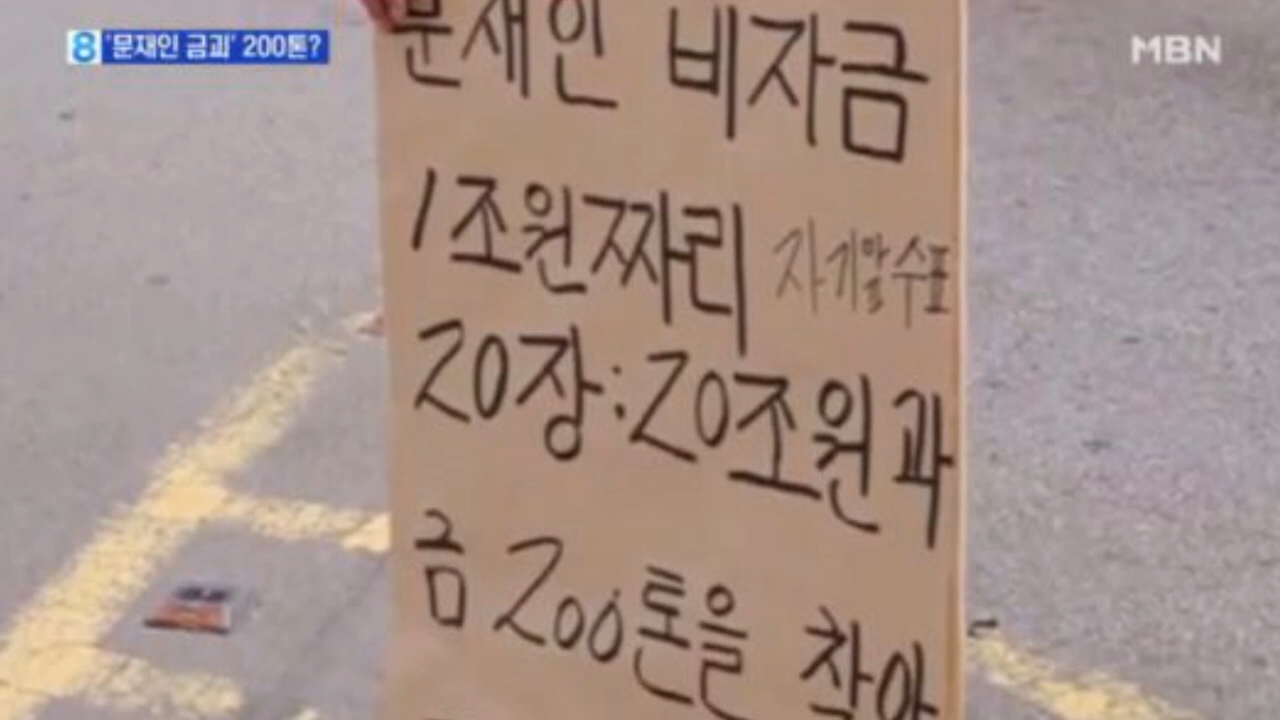 8 '문재인 금괴' 200톤?
MBN
문재인 비자금
1조원짜리 자기앞수표
20장:20조원과
금 200톤을 찾아